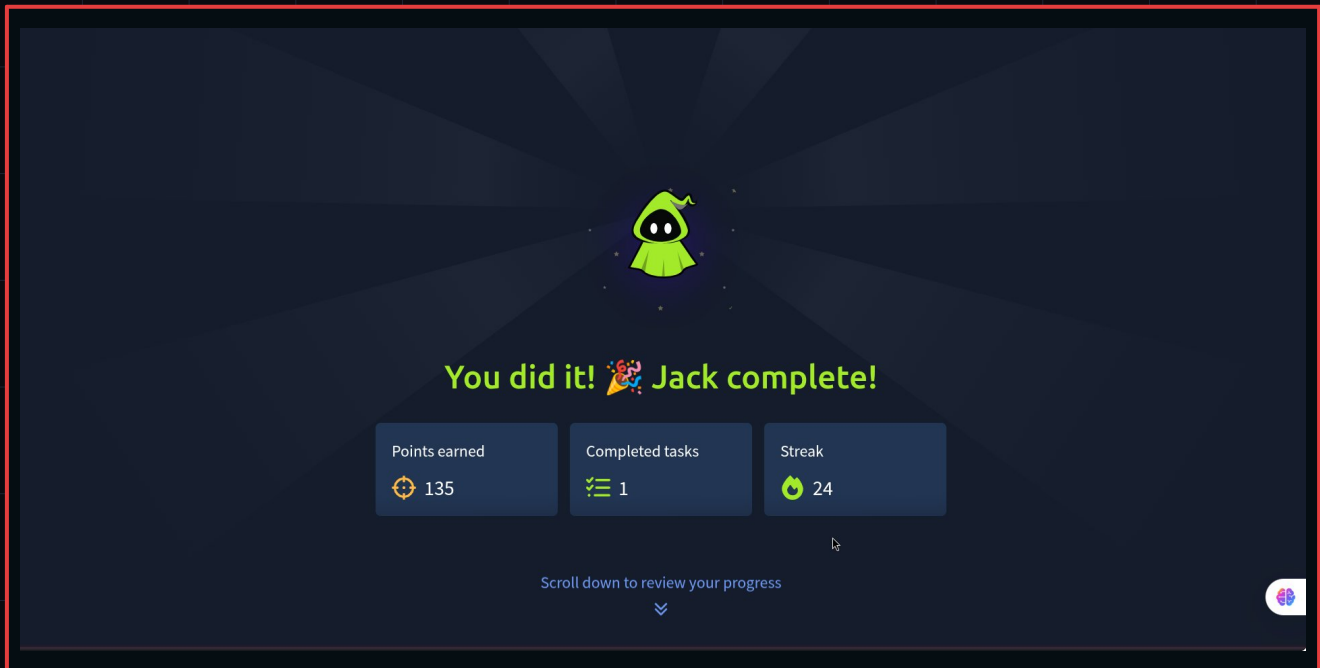 You did it! 🎉 Jack complete!
Points earned
135
Completed tasks
1
Streak
24
Scroll down to review your progress